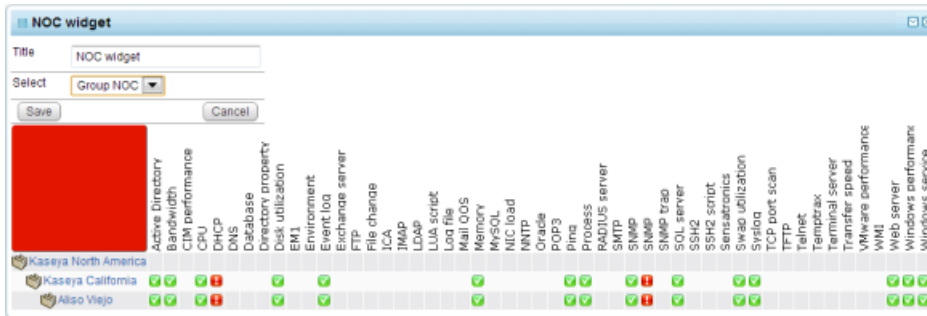 NOC widget
Title
NOC widget
Select
Group NOC
Save
Cancel
Active Directory
Bandwidth
CIM performance
CPU
DHCP
DNS
Database
Directory property
Disk utilization
EM1
Environment
Event log
Exchange server
FTP
File change
ICA
IMAP
LDAP
LUA script
Log file
Mail QOS
Memory
MySQL
NIC load
NNTP
Oracle
POP3
Ping
Process
RADIUS server
SMTP
SNMP
SNMP
SNMP trap
SQL server
SSH2
SSH2 script
Sensatronics
Swap utilization
Syslog
TCP port scan
TFTP
Telnet
Temptrax
Terminal server
Transfer speed
VMware performance
WMI
Web server
Windows performanc
Windows service
Kaseya North America
Kaseya California
Aliso Viejo